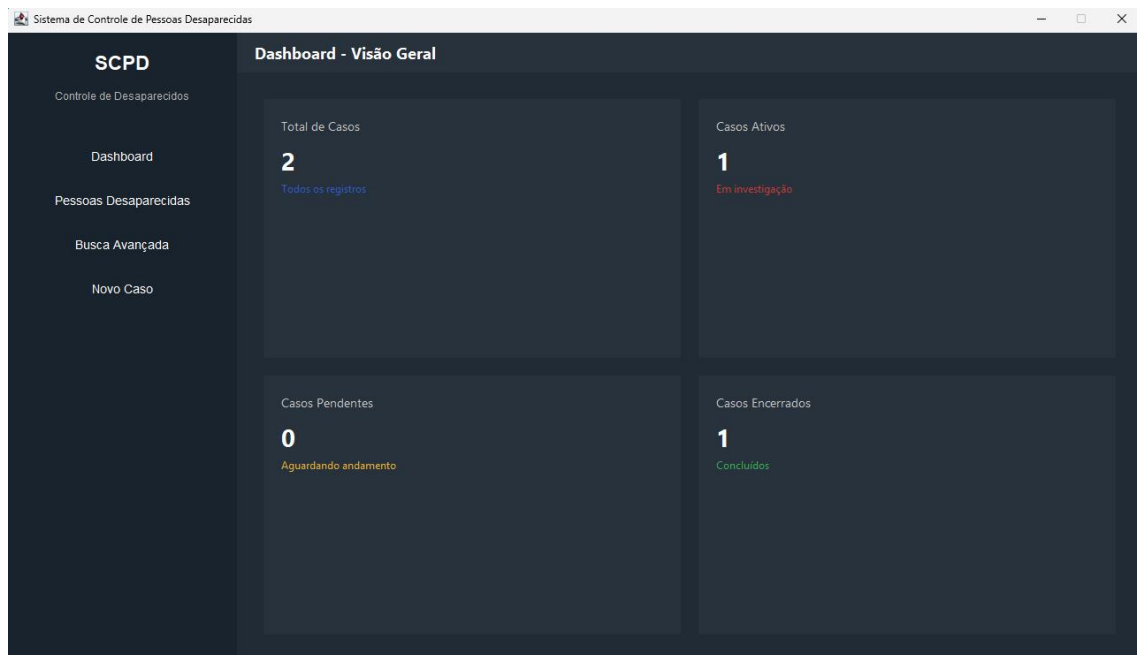 Sistema de Controle de Pessoas Desaparecidas
SCPD
Controle de Desaparecidos
Dashboard
Pessoas Desaparecidas
Busca Avançada
Novo Caso
Dashboard - Visão Geral
Total de Casos
2
Todos os registros
Casos Ativos
1
Em investigação
Casos Pendentes
0
Aguardando andamento
Casos Encerrados
1
Concluídos